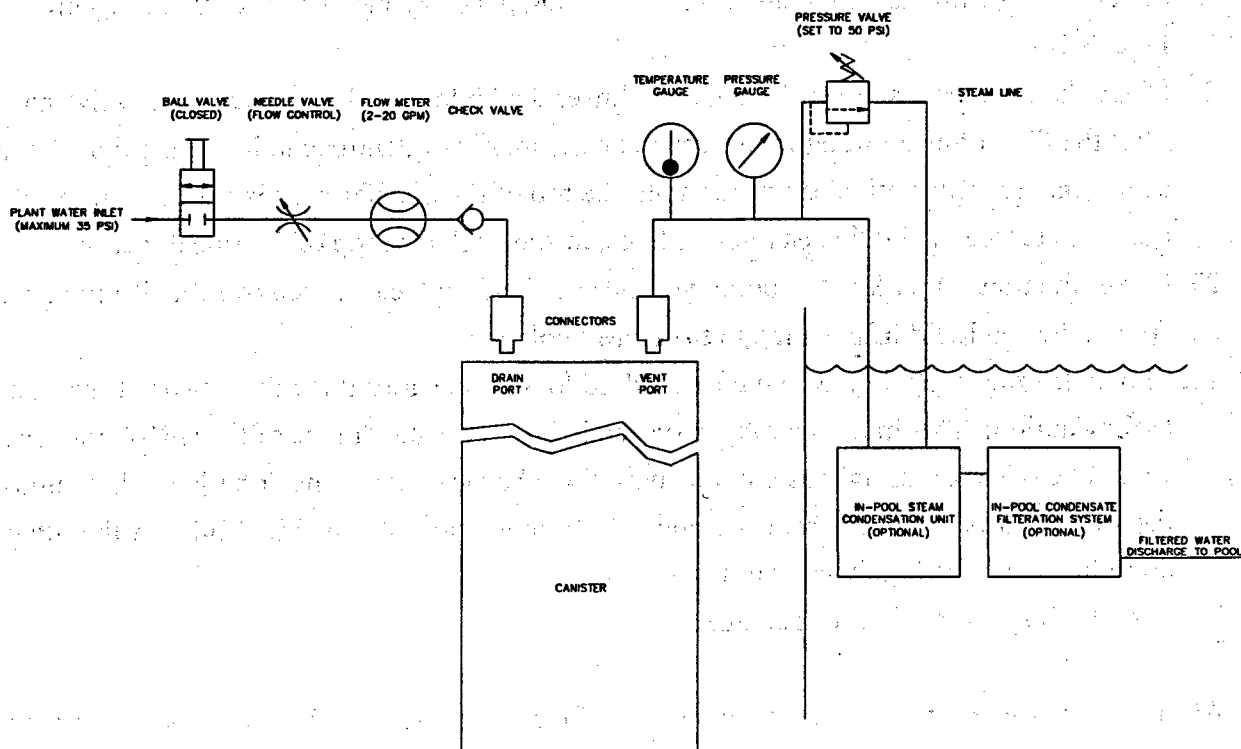 PRESSURE VALVE
(SET TO 50 PSI)
TEMPERATURE
GAUGE
PRESSURE
GAUGE
STEAM LINE
BALL VALVE
(CLOSED)
NEEDLE VALVE
(FLOW CONTROL)
FLOW METER
(2-20 GPM)
CHECK VALVE
PLANT WATER INLET
(MAXIMUM 35 PSI)
CONNECTORS
DRAIN
PORT
VENT
PORT
IN-POOL STEAM
CONDENSATION UNIT
(OPTIONAL)
IN-POOL CONDENSATE
FILTRATION SYSTEM
(OPTIONAL)
FILTERED WATER
DISCHARGE TO POOL
CANISTER